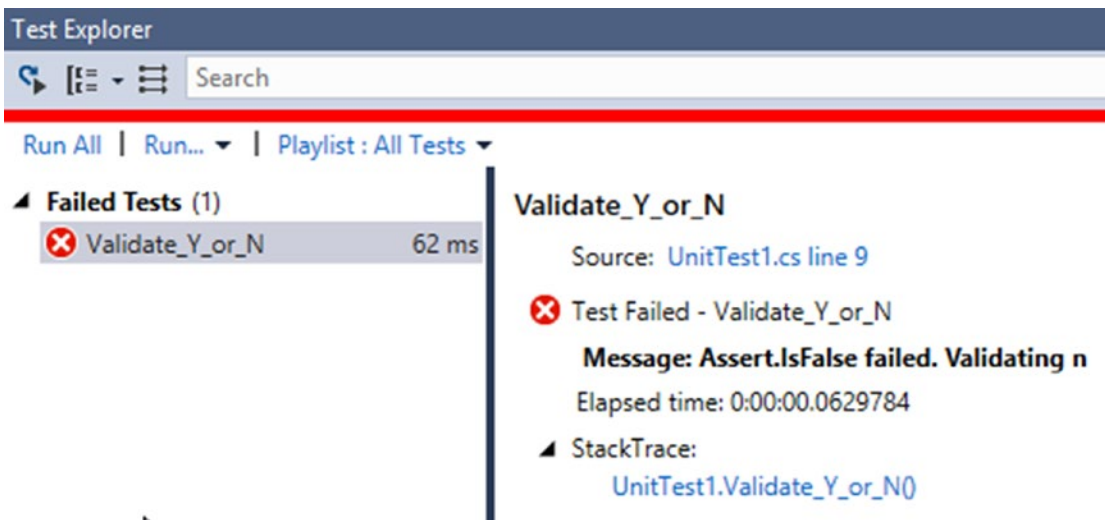 Test Explorer
Search
Run All | Run... | Playlist : All Tests
Failed Tests (1)
Validate_Y_or_N 62 ms
Validate_Y_or_N
Source: UnitTest1.cs line 9
Test Failed - Validate_Y_or_N
Message: Assert.IsFalse failed. Validating n
Elapsed time: 0:00:00.0629784
StackTrace:
UnitTest1.Validate_Y_or_N()